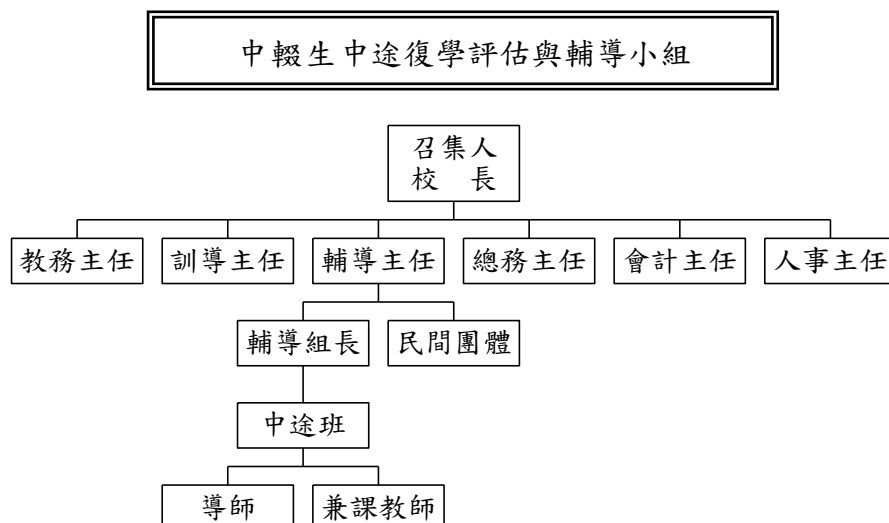 中輟生中途復學評估與輔導小組
召集人
校　長
教務主任
訓導主任
輔導主任
總務主任
會計主任
人事主任
輔導組長
民間團體
中途班
導師
兼課教師